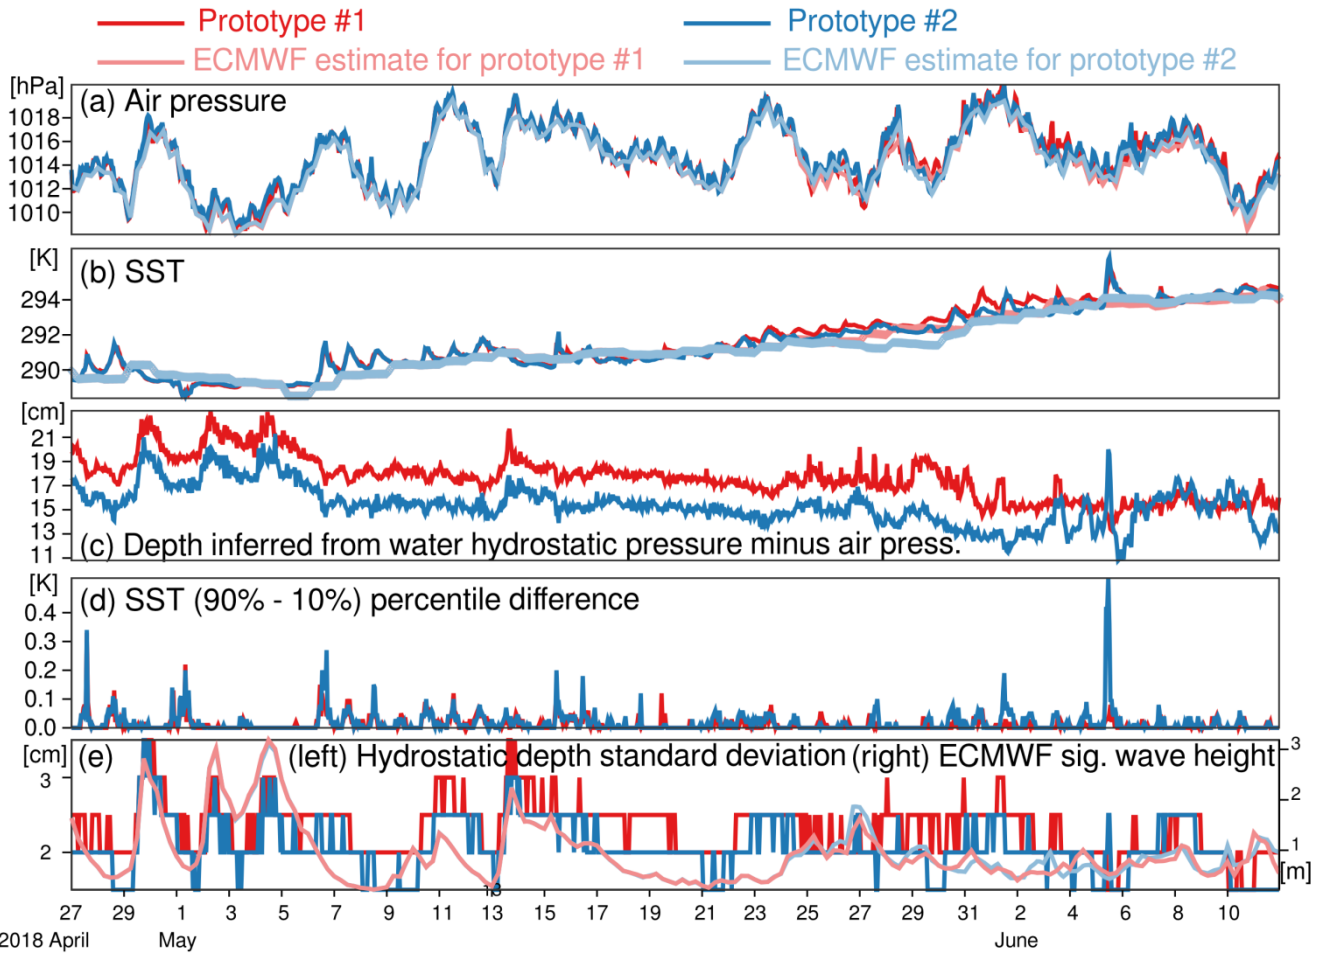 Prototype #1 Prototype #2
ECMWF estimate for prototype #1 ECMWF estimate for prototype #2
[hPa]
(a) Air pressure
1018
1016
1014
1012
1010
[K]
(b) SST
294
292
290
[cm]
21
19
17
15
13
11
(c) Depth inferred from water hydrostatic pressure minus air press.
[K]
(d) SST (90% - 10%) percentile difference
0.4
0.3
0.2
0.1
0.0
[cm]
(e) (left) Hydrostatic depth standard deviation (right) ECMWF sig. wave height
3
2
3
2
1
[m]
13
27 29 1 3 5 7 9 11 13 15 17 19 21 23 25 27 29 31 2 4 6 8 10
2018 April May June